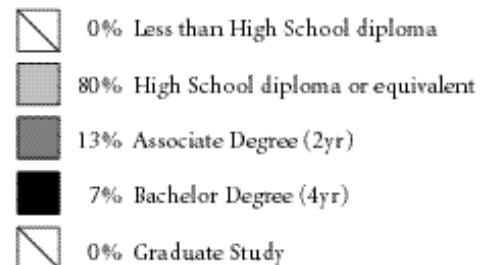 0% Less than High School diploma
80% High School diploma or equivalent
13% Associate Degree (2yr)
7% Bachelor Degree (4yr)
0% Graduate Study